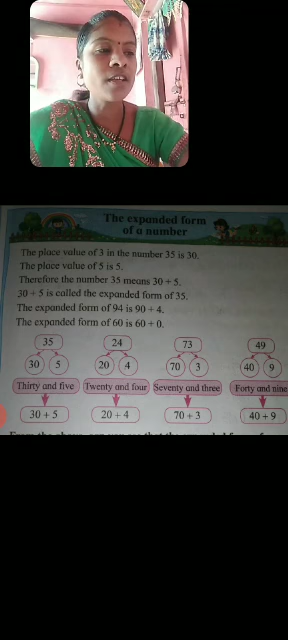 The expanded form
of a number
The place value of 3 in the number 35 is 30.
The place value of 5 is 5.
Therefore the number 35 means 30 + 5.
30 + 5 is called the expanded form of 35.
The expanded form of 94 is 90 + 4.
The expanded form of 60 is 60 + 0.
35 24 73 49
30 5 20 4 70 3 40 9
Thirty and five Twenty and four Seventy and three Forty and nine
30 + 5 20 + 4 70 + 3 40 + 9